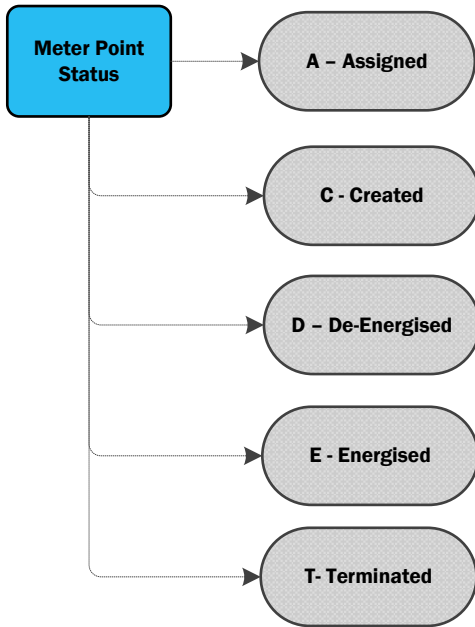 Meter Point
Status
A – Assigned
C - Created
D – De-Energised
E - Energised
T- Terminated